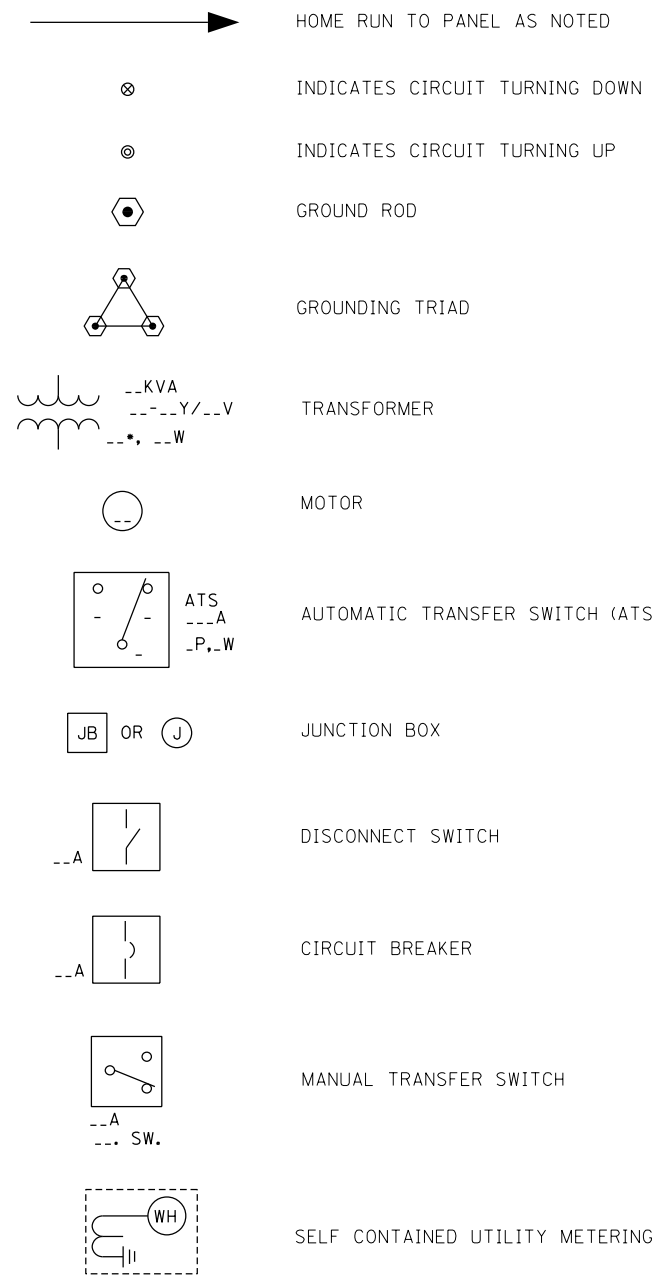 HOME RUN TO PANEL AS NOTED
INDICATES CIRCUIT TURNING DOWN
INDICATES CIRCUIT TURNING UP
GROUND ROD
GROUNDING TRIAD
__KVA
__-__Y/__V
__*, __W
TRANSFORMER
__
MOTOR
ATS
___A
_P,_W
AUTOMATIC TRANSFER SWITCH (ATS
JB OR J
JUNCTION BOX
__A
DISCONNECT SWITCH
__A
CIRCUIT BREAKER
__A
__. SW.
MANUAL TRANSFER SWITCH
WH
SELF CONTAINED UTILITY METERING